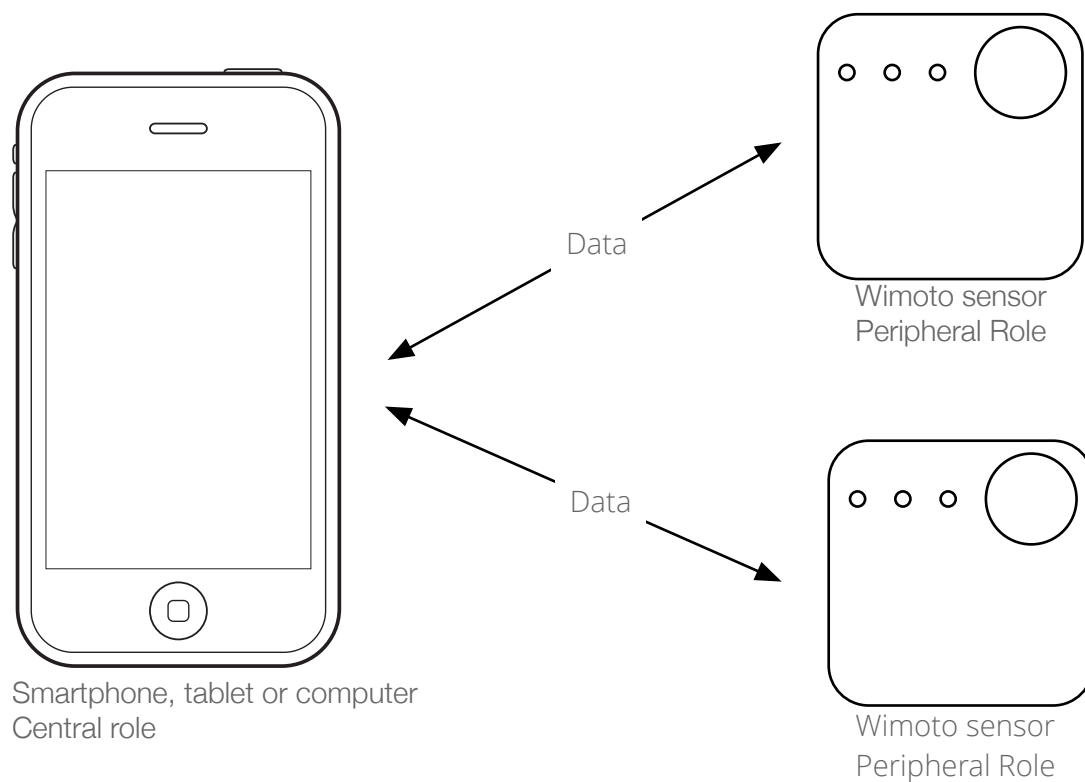 Data
Wimoto sensor
Peripheral Role
Data
Smartphone, tablet or computer
Central role
Wimoto sensor
Peripheral Role